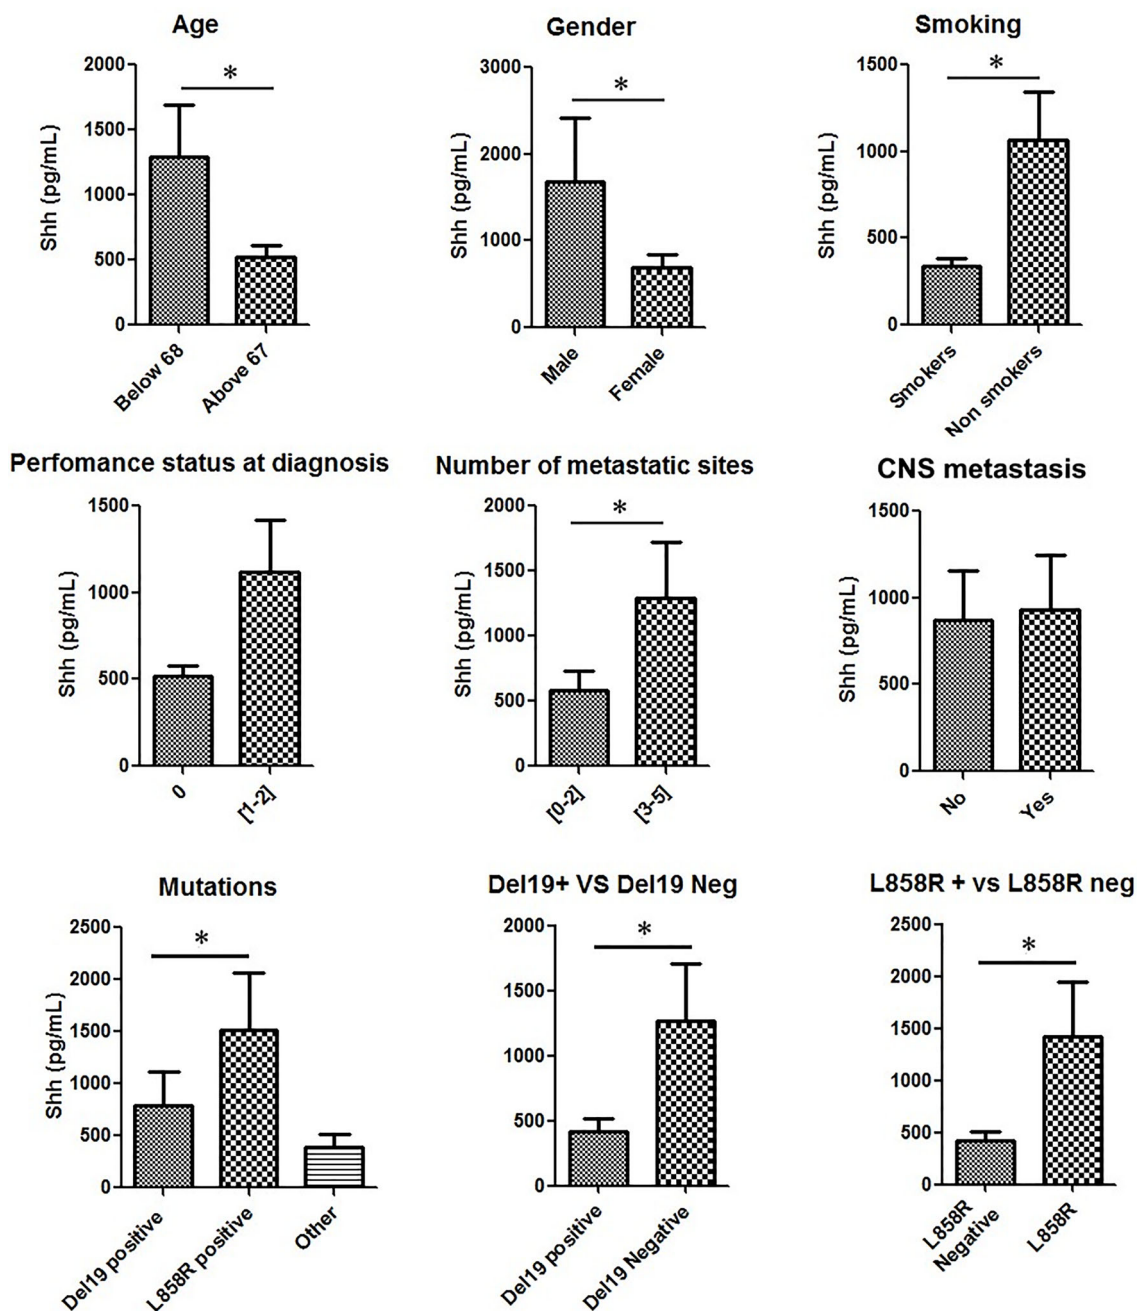 Age
Gender
Smoking
2000
1500
1000
500
0
Shh (pg/mL)
*
Below 68
Above 67
3000
2000
1000
0
Shh (pg/mL)
*
Male
Female
1500
1000
500
0
Shh (pg/mL)
*
Smokers
Non smokers
Perfomance status at diagnosis
Number of metastatic sites
CNS metastasis
1500
1000
500
0
Shh (pg/mL)
0
[1-2]
2000
1500
1000
500
0
Shh (pg/mL)
*
[0-2]
[3-5]
1500
1000
500
0
Shh (pg/mL)
No
Yes
Mutations
Del19+ VS Del19 Neg
L858R + vs L858R neg
2500
2000
1500
1000
500
0
Shh (pg/mL)
*
Del19 positive
L858R positive
Other
2000
1500
1000
500
0
*
Del19 positive
Del19 Negative
2500
2000
1500
1000
500
0
*
L858R
Negative
L858R